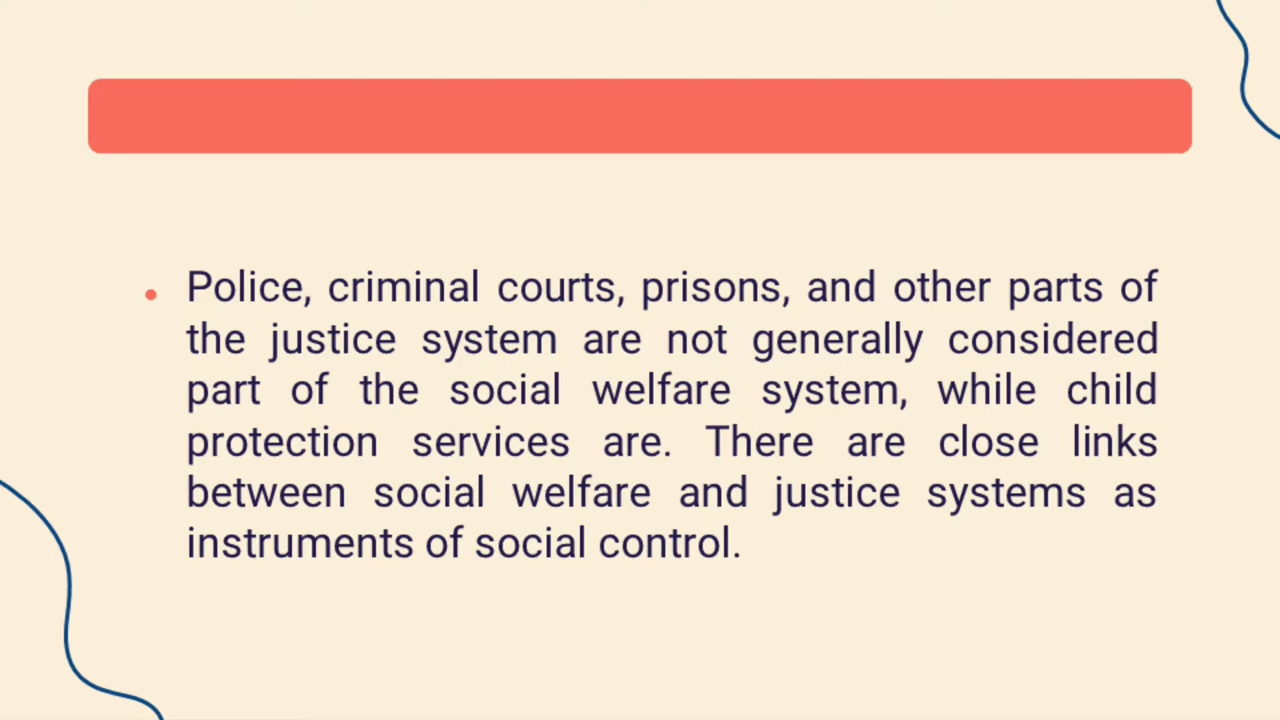 • Police, criminal courts, prisons, and other parts of
the justice system are not generally considered
part of the social welfare system, while child
protection services are. There are close links
between social welfare and justice systems as
instruments of social control.